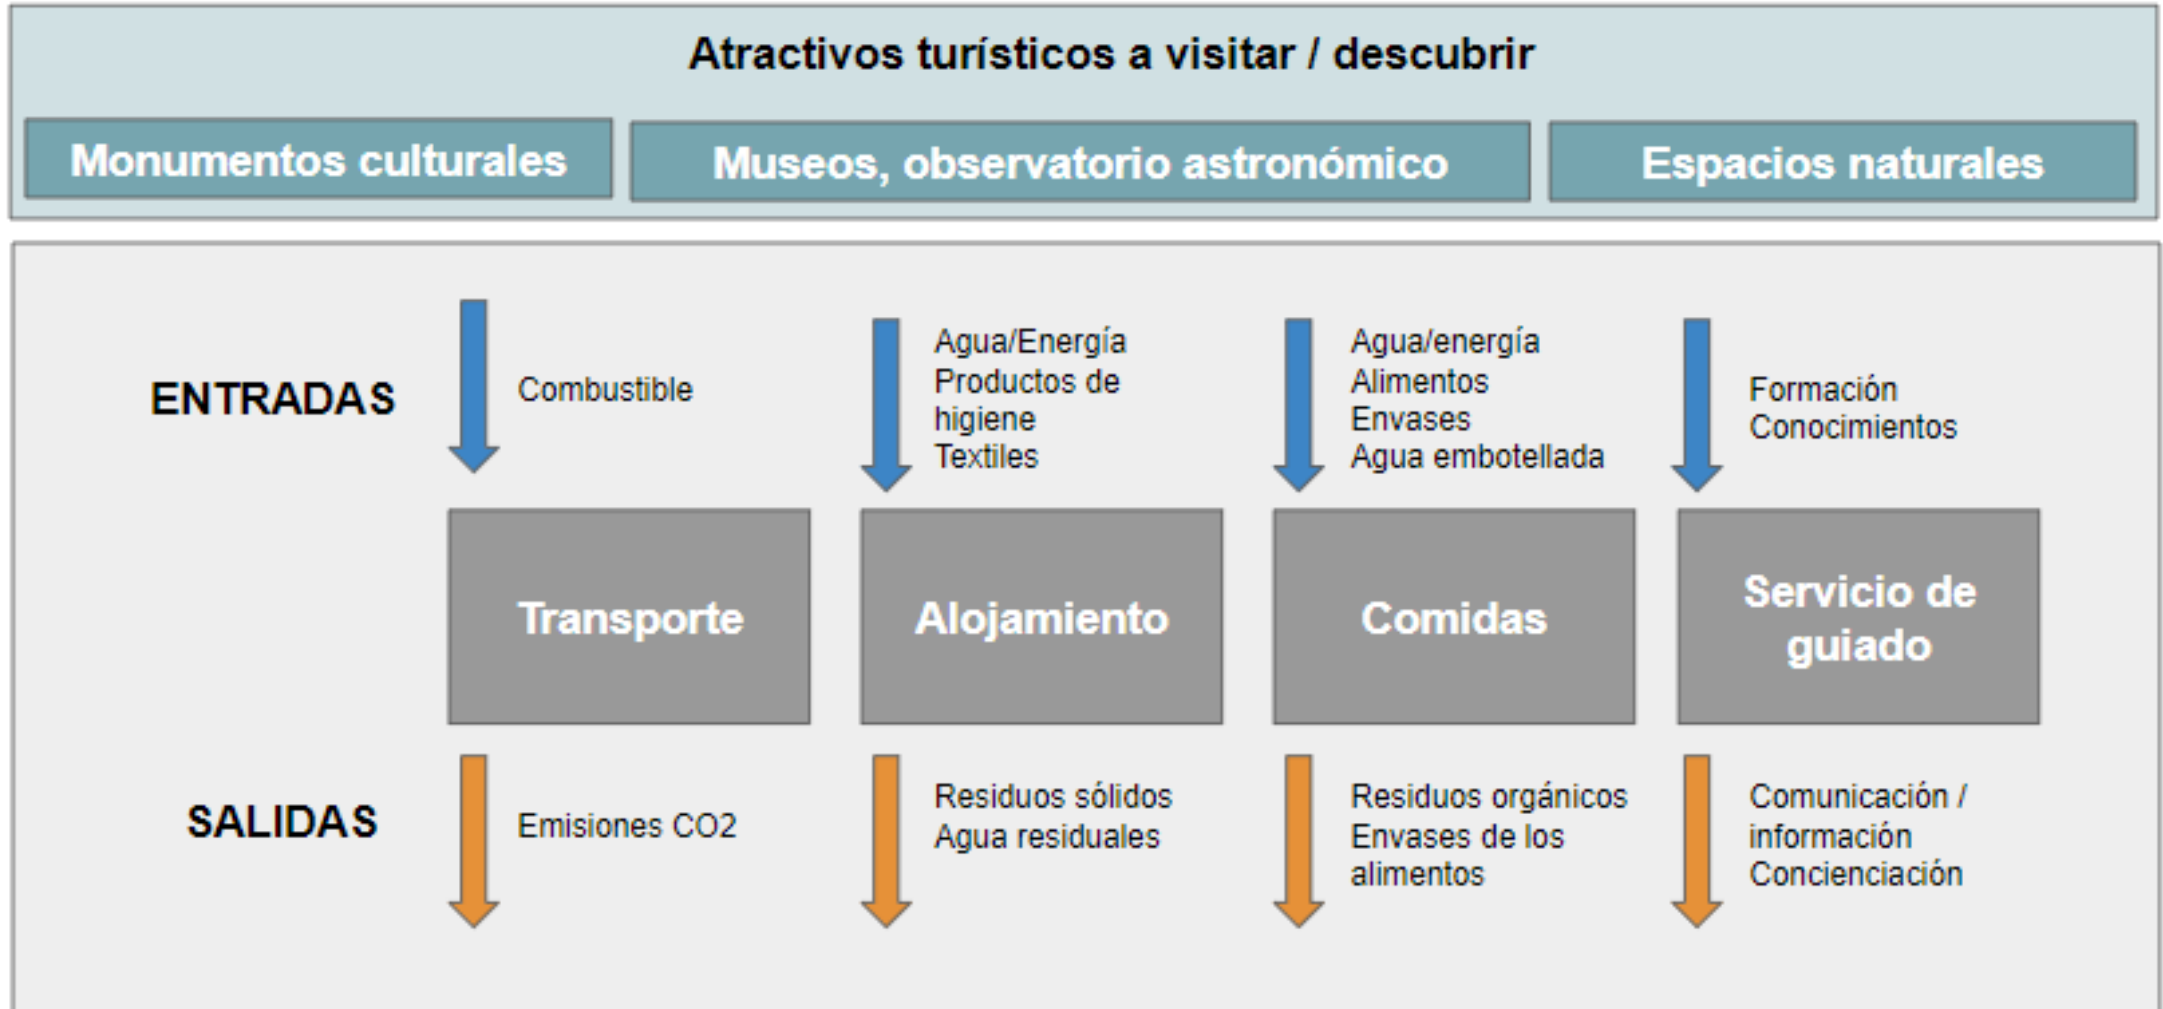 Atractivos turísticos a visitar / descubrir
Monumentos culturales
Museos, observatorio astronómico
Espacios naturales
ENTRADAS
Combustible
Agua/Energía
Productos de
higiene
Textiles
Agua/energía
Alimentos
Envases
Agua embotellada
Formación
Conocimientos
Transporte
Alojamiento
Comidas
Servicio de
guiado
SALIDAS
Emisiones CO2
Residuos sólidos
Agua residuales
Residuos orgánicos
Envases de los
alimentos
Comunicación /
información
Concienciación